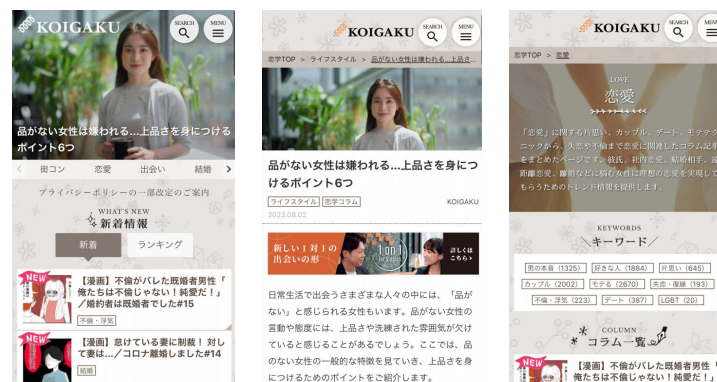 KOIGAKU
SEARCH
MENU
品がない女性は嫌われる...上品さを身につける
ポイント6つ
街コン
恋愛
出会い
結婚
プライバシーポリシーの一部改定のご案内
WHAT'S NEW
新着情報
新着
ランキング
NEW
【漫画】不倫がバレた既婚者男性「
俺たちは不倫じゃない!純愛だ!」
/婚約者は既婚者でした#15
不倫・浮気
NEW
【漫画】怠けている妻に制裁! 対し
て妻は.../コロナ離婚しました#14
結婚
KOIGAKU
SEARCH
MENU
恋学TOP > ライフスタイル > 品がない女性は嫌われる...上品さ...
品がない女性は嫌われる...上品さを身につ
けるポイント6つ
ライフスタイル
恋学コラム
KOIGAKU
2023.08.02
新しい1対1の
出会いの形
1on1
for Singles
詳しくは
こちら>
日常生活で出会うさまざまな人々の中には、「品が
ない」と感じられる女性もいます。品がない女性の
言動や態度には、上品さや洗練された雰囲気が欠け
ていると感じることがあるでしょう。ここでは、品
のない女性の一般的な特徴を見ていき、上品さを身
につけるためのポイントをご紹介します。
KOIGAKU
SEARCH
MENU
恋学TOP > 恋愛
LOVE
恋愛
「恋愛」に関する片思い、カップル、デート、モテテク
ニックから、失恋や不倫まで恋愛に関連したコラム記事
をまとめたページです。彼氏、社内恋愛、結婚相手、遠
距離恋愛、離婚などに悩む女性に理想の恋愛を実現して
もらうためのトレンド情報を提供します。
KEYWORDS
キーワード
男の本音(1325)
好きな人(1884)
片思い(645)
カップル(2002)
モテる(2670)
失恋・復縁(193)
不倫・浮気(223)
デート(387)
LGBT(20)
COLUMN
コラム一覧
NEW
【漫画】不倫がバレた既婚者男性「
俺たちは不倫じゃない!純愛だ!」